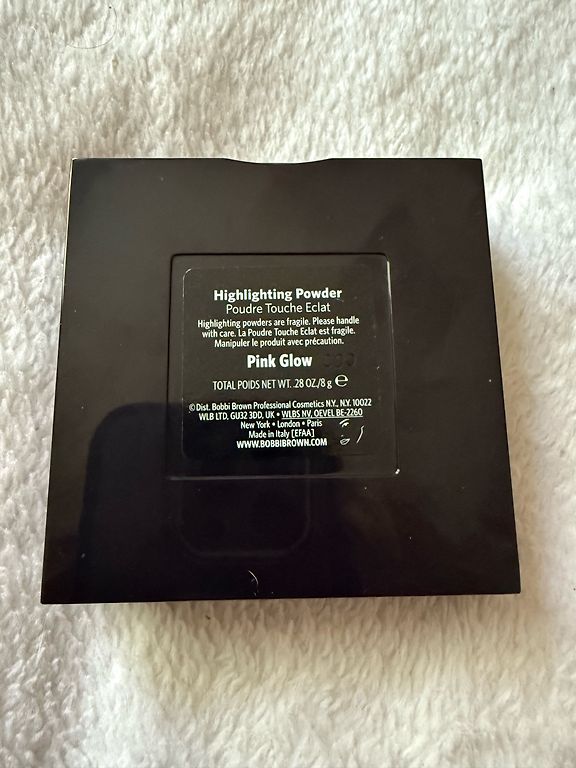 Highlighting Powder
Poudre Touche Eclat
Highlighting powders are fragile. Please handle
with care. La Poudre Touche Eclat est fragile.
Manipuler le produit avec précaution.
Pink Glow
TOTAL POIDS NET WT. .28 OZ./8 g ℮
© Dist. Bobbi Brown Professional Cosmetics N.Y., N.Y. 10022
WLB LTD, GU32 3DD, UK • WLBS NV, OEVEL BE-2260
New York • London • Paris
Made in Italy [EFAA]
WWW.BOBBIBROWN.COM